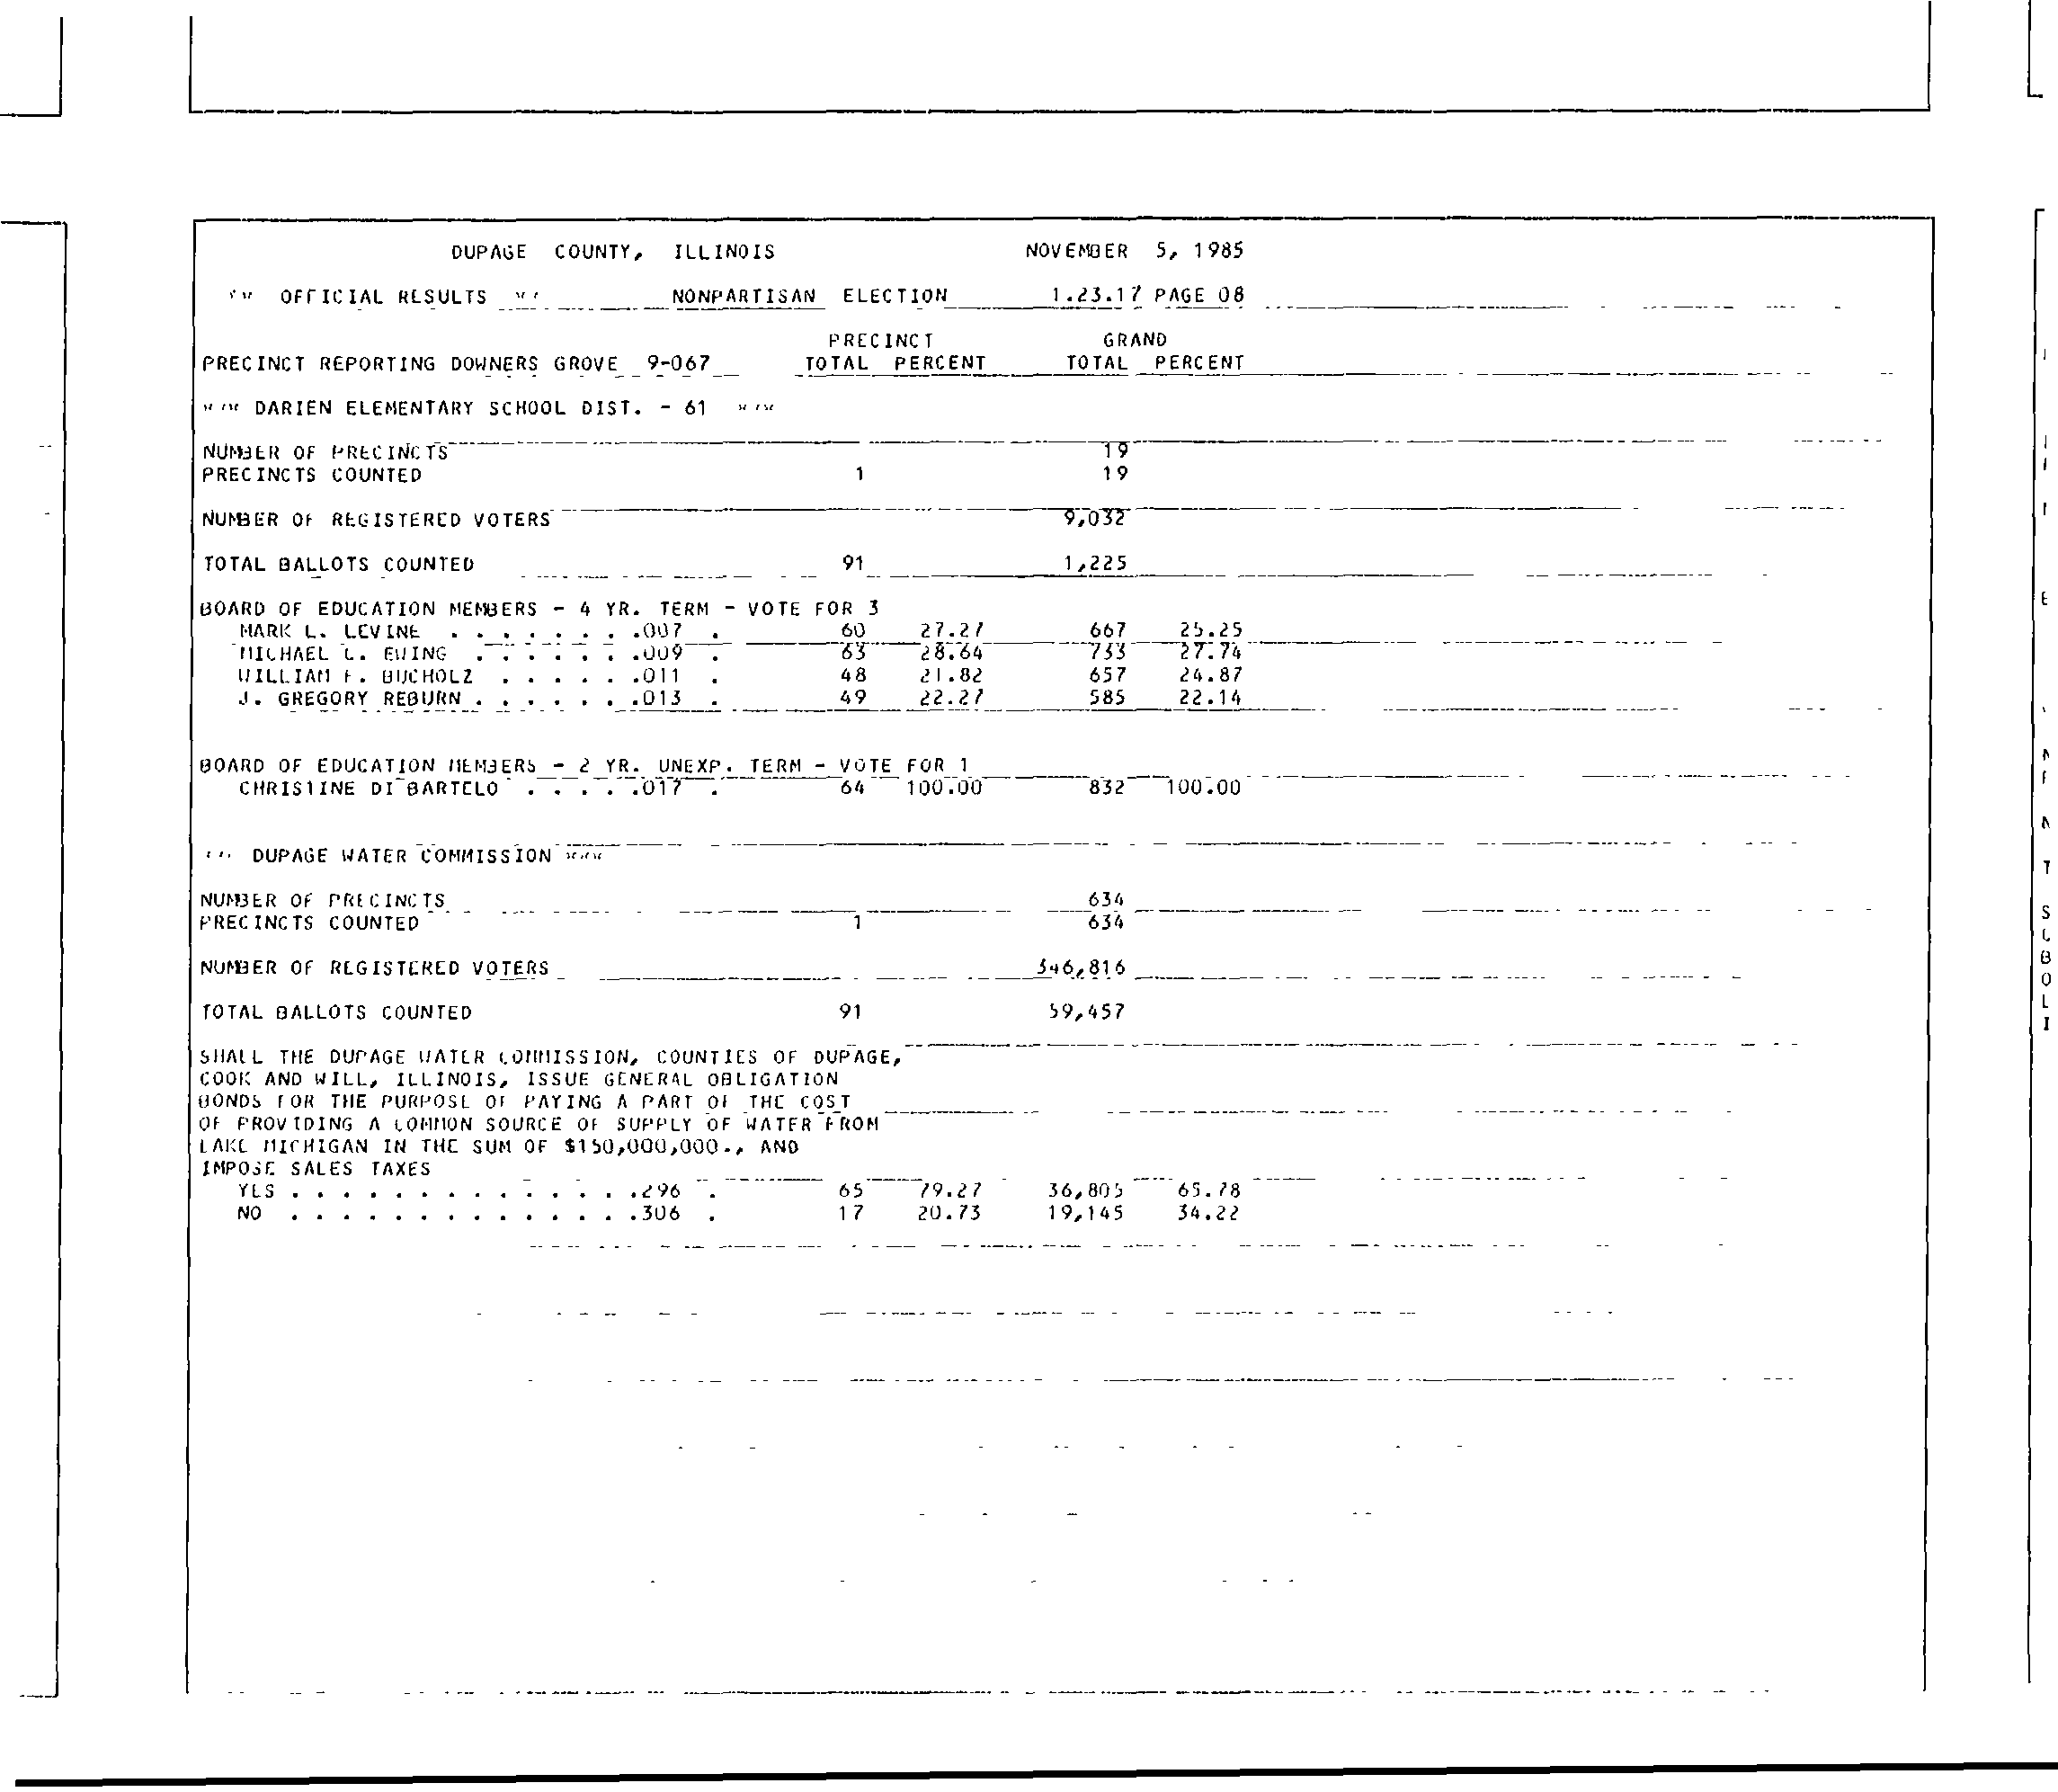 DUPAGE COUNTY, ILLINOIS NOVEMBER 5, 1985
OFFICIAL RESULTS NONPARTISAN ELECTION 1.23.17 PAGE 08
PRECINCT GRAND
PRECINCT REPORTING DOWNERS GROVE 9-067 TOTAL PERCENT TOTAL PERCENT
*** DARIEN ELEMENTARY SCHOOL DIST. - 61 ***
NUMBER OF PRECINCTS 19
PRECINCTS COUNTED 1 19
NUMBER OF REGISTERED VOTERS 9,032
TOTAL BALLOTS COUNTED 91 1,225
BOARD OF EDUCATION MEMBERS - 4 YR. TERM - VOTE FOR 3
MARK L. LEVINE . . . . . . . .007 . 60 27.27 667 25.25
MICHAEL C. EWING . . . . . . .009 . 63 28.64 733 27.74
WILLIAM F. BUCHOLZ . . . . . .011 . 48 21.82 657 24.87
J. GREGORY REBURN . . . . . . .013 . 49 22.27 585 22.14
BOARD OF EDUCATION MEMBERS - 2 YR. UNEXP. TERM - VOTE FOR 1
CHRISTINE DI BARTELO . . . . .017 . 64 100.00 832 100.00
*** DUPAGE WATER COMMISSION ***
NUMBER OF PRECINCTS 634
PRECINCTS COUNTED 1 634
NUMBER OF REGISTERED VOTERS 346,816
TOTAL BALLOTS COUNTED 91 59,457
SHALL THE DUPAGE WATER COMMISSION, COUNTIES OF DUPAGE,
COOK AND WILL, ILLINOIS, ISSUE GENERAL OBLIGATION
BONDS FOR THE PURPOSE OF PAYING A PART OF THE COST
OF PROVIDING A COMMON SOURCE OF SUPPLY OF WATER FROM
LAKE MICHIGAN IN THE SUM OF $150,000,000., AND
IMPOSE SALES TAXES
YES . . . . . . . . . . . . . .296 . 65 79.27 36,805 65.78
NO . . . . . . . . . . . . . .306 . 17 20.73 19,145 34.22